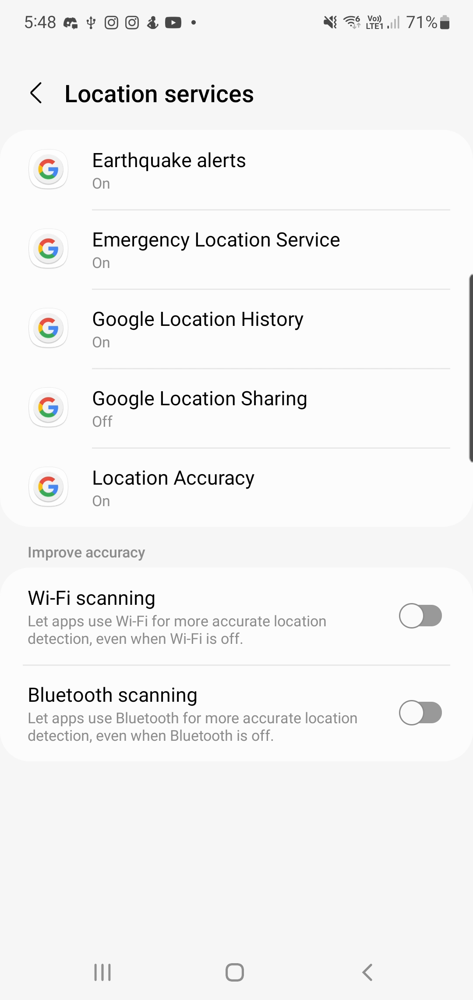 5:48 6 Vo)) LTE1 71%
Location services
Earthquake alerts
On
Emergency Location Service
On
Google Location History
On
Google Location Sharing
Off
Location Accuracy
On
Improve accuracy
Wi-Fi scanning
Let apps use Wi-Fi for more accurate location
detection, even when Wi-Fi is off.
Bluetooth scanning
Let apps use Bluetooth for more accurate location
detection, even when Bluetooth is off.